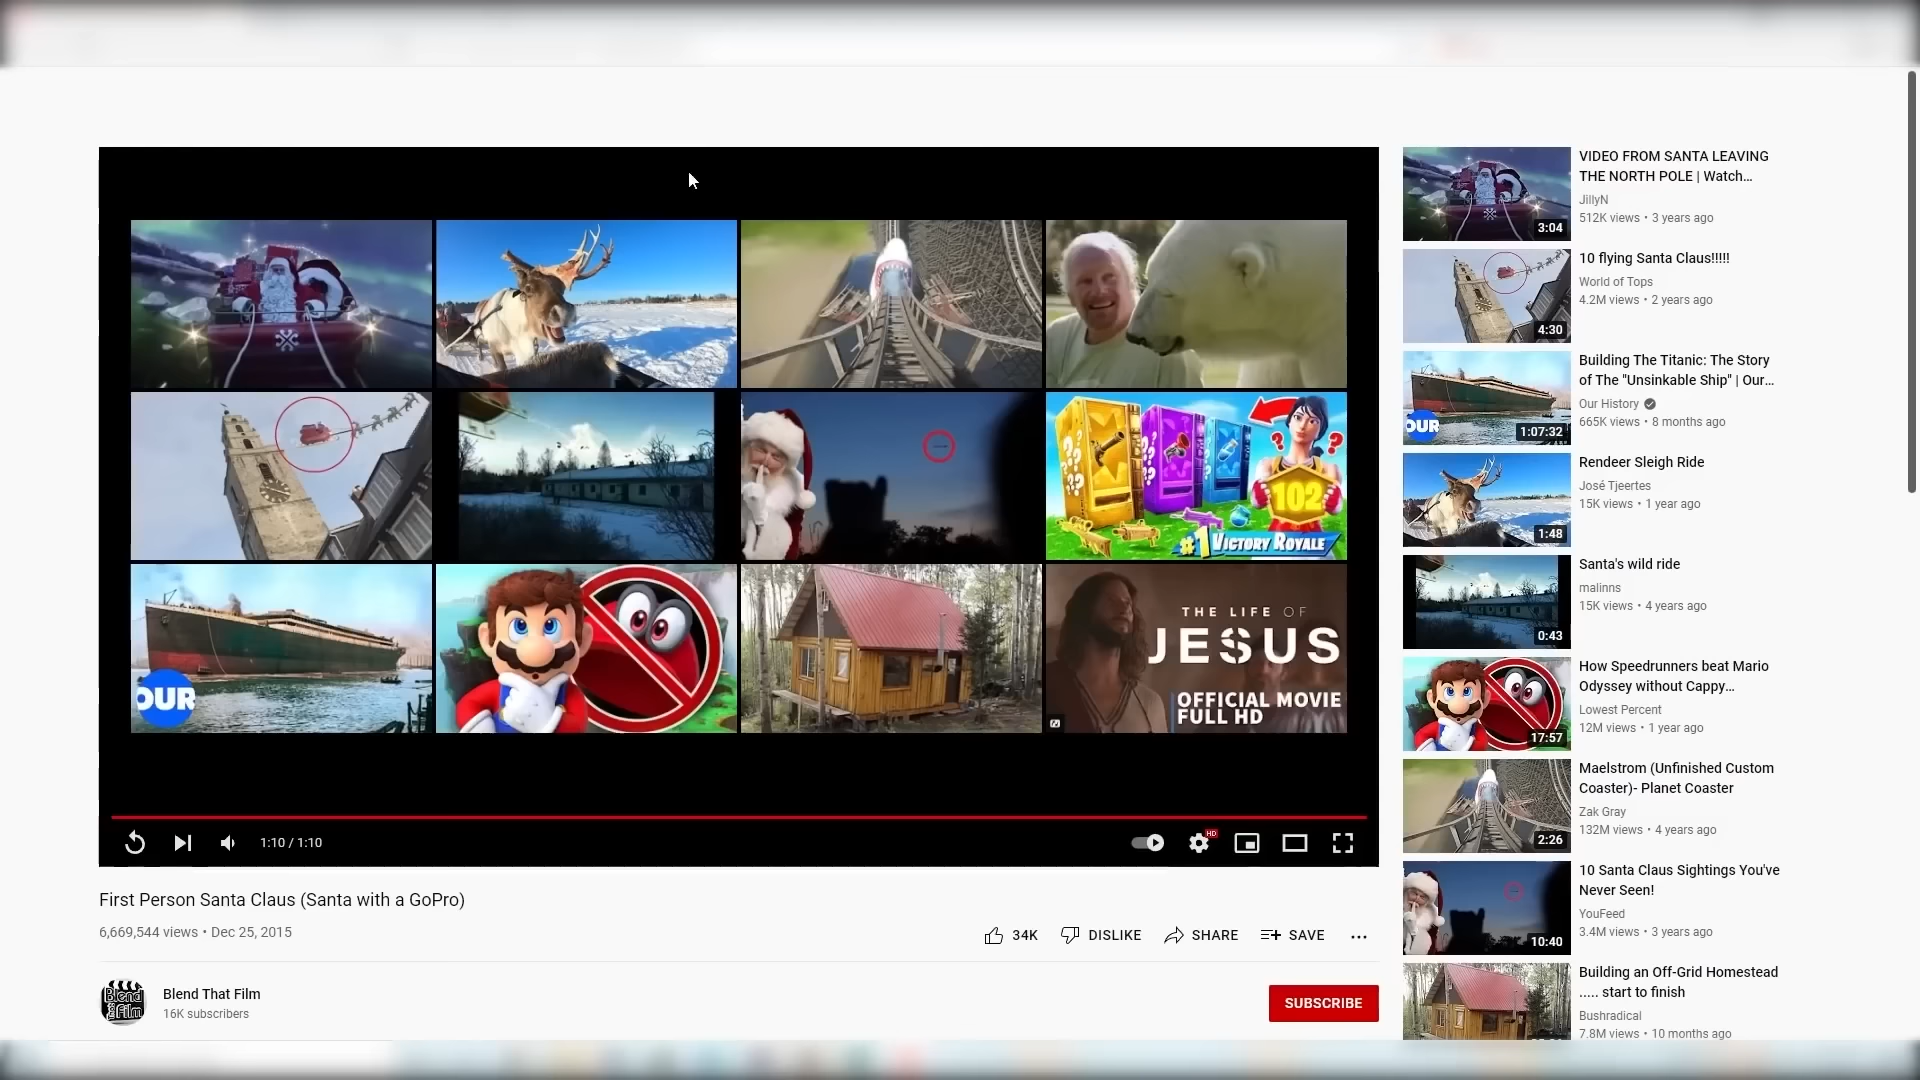 102
#1 VICTORY ROYALE
OUR
THE LIFE OF
JESUS
OFFICIAL MOVIE
FULL HD
1:10 / 1:10
HD
First Person Santa Claus (Santa with a GoPro)
6,669,544 views • Dec 25, 2015
34K
DISLIKE
SHARE
SAVE
Blend That Film
16K subscribers
SUBSCRIBE
VIDEO FROM SANTA LEAVING
THE NORTH POLE | Watch...
JillyN
512K views • 3 years ago
3:04
10 flying Santa Claus!!!!!
World of Tops
4.2M views • 2 years ago
4:30
Building The Titanic: The Story
of The "Unsinkable Ship" | Our...
Our History
665K views • 8 months ago
OUR
1:07:32
Rendeer Sleigh Ride
José Tjeertes
15K views • 1 year ago
1:48
Santa's wild ride
malinns
15K views • 4 years ago
0:43
How Speedrunners beat Mario
Odyssey without Cappy...
Lowest Percent
12M views • 1 year ago
17:57
Maelstrom (Unfinished Custom
Coaster)- Planet Coaster
Zak Gray
132M views • 4 years ago
2:26
10 Santa Claus Sightings You've
Never Seen!
YouFeed
3.4M views • 3 years ago
10:40
Building an Off-Grid Homestead
..... start to finish
Bushradical
7.8M views • 10 months ago